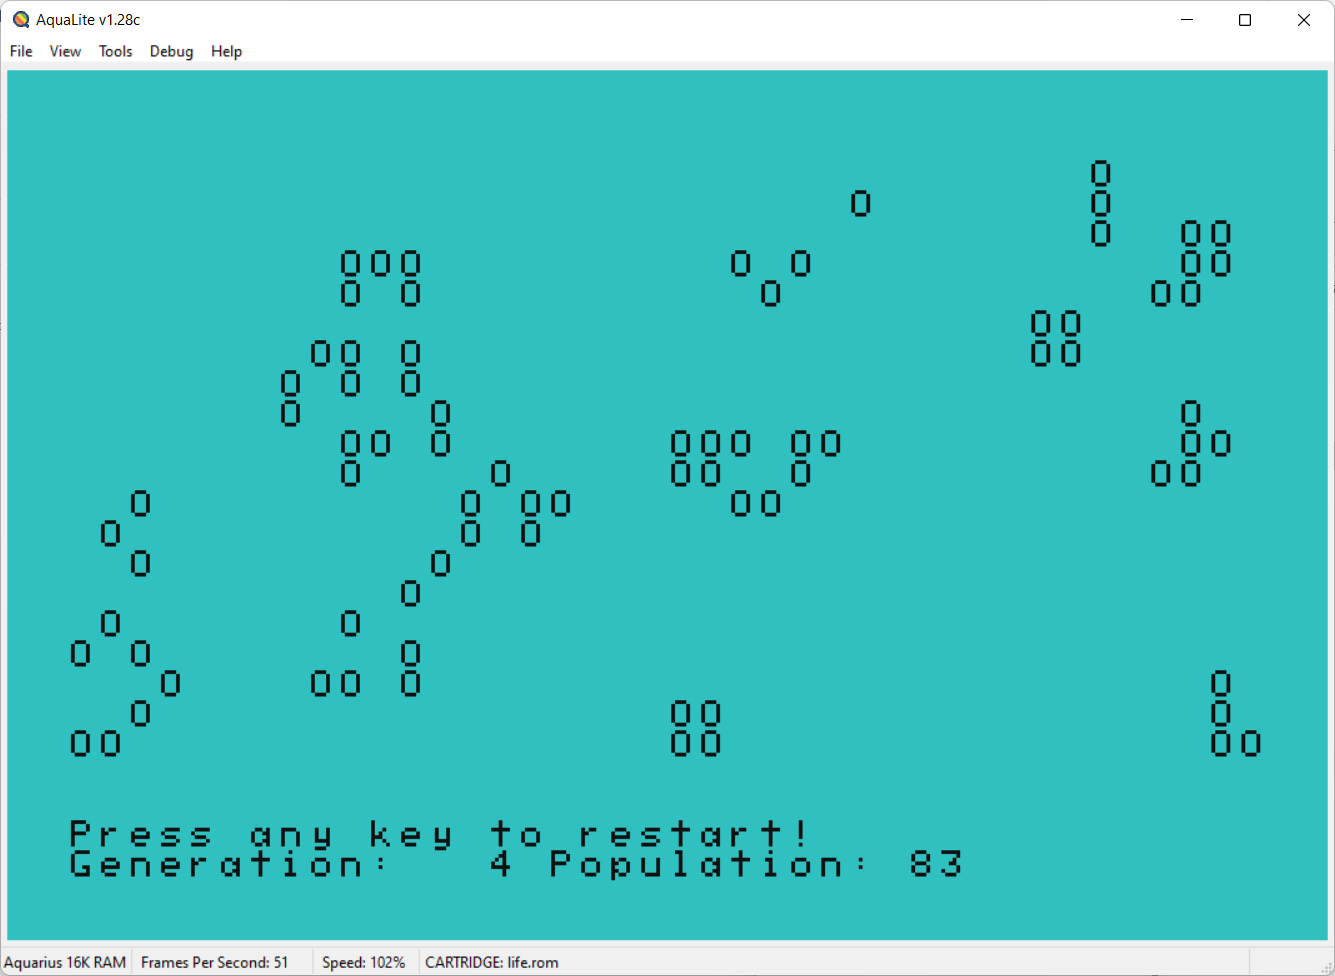 AquaLite v1.28c
File View Tools Debug Help
O
O O
O O O
O O O O O O O
O O O O O O
O O
O O O O O
O O O
O O O
O O O O O O O O O O
O O O O O O O
O O O O O O
O O O
O O
O
O O
O O O
O O O O O
O O O O
O O O O O O
Press any key to restart!
Generation: 4 Population: 83
Aquarius 16K RAM Frames Per Second: 51 Speed: 102% CARTRIDGE: life.rom